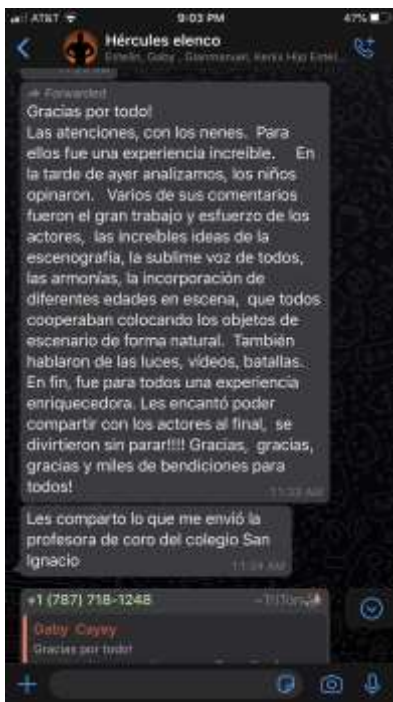 AT&T
9:03 PM
47%
Hércules elenco
Estelin, Gaby
Forwarded
Gracias por todo!
Las atenciones, con los nenes. Para
ellos fue una experiencia increíble. En
la tarde de ayer analizamos, los niños
opinaron. Varios de sus comentarios
fueron el gran trabajo y esfuerzo de los
actores, las increíbles ideas de la
escenografía, la sublime voz de todos,
las armonías, la incorporación de
diferentes edades en escena, que todos
cooperaban colocando los objetos de
escenario de forma natural. También
hablaron de las luces, vídeos, batallas.
En fin, fue para todos una experiencia
enriquecedora. Les encantó poder
compartir con los actores al final, se
divirtieron sin parar!!!! Gracias, gracias,
gracias y miles de bendiciones para
todos!
11:33 AM
Les comparto lo que me envió la
profesora de coro del colegio San
Ignacio
11:34 AM
+1 (787) 718-1248
Gaby Cayey
Gracias por todo!